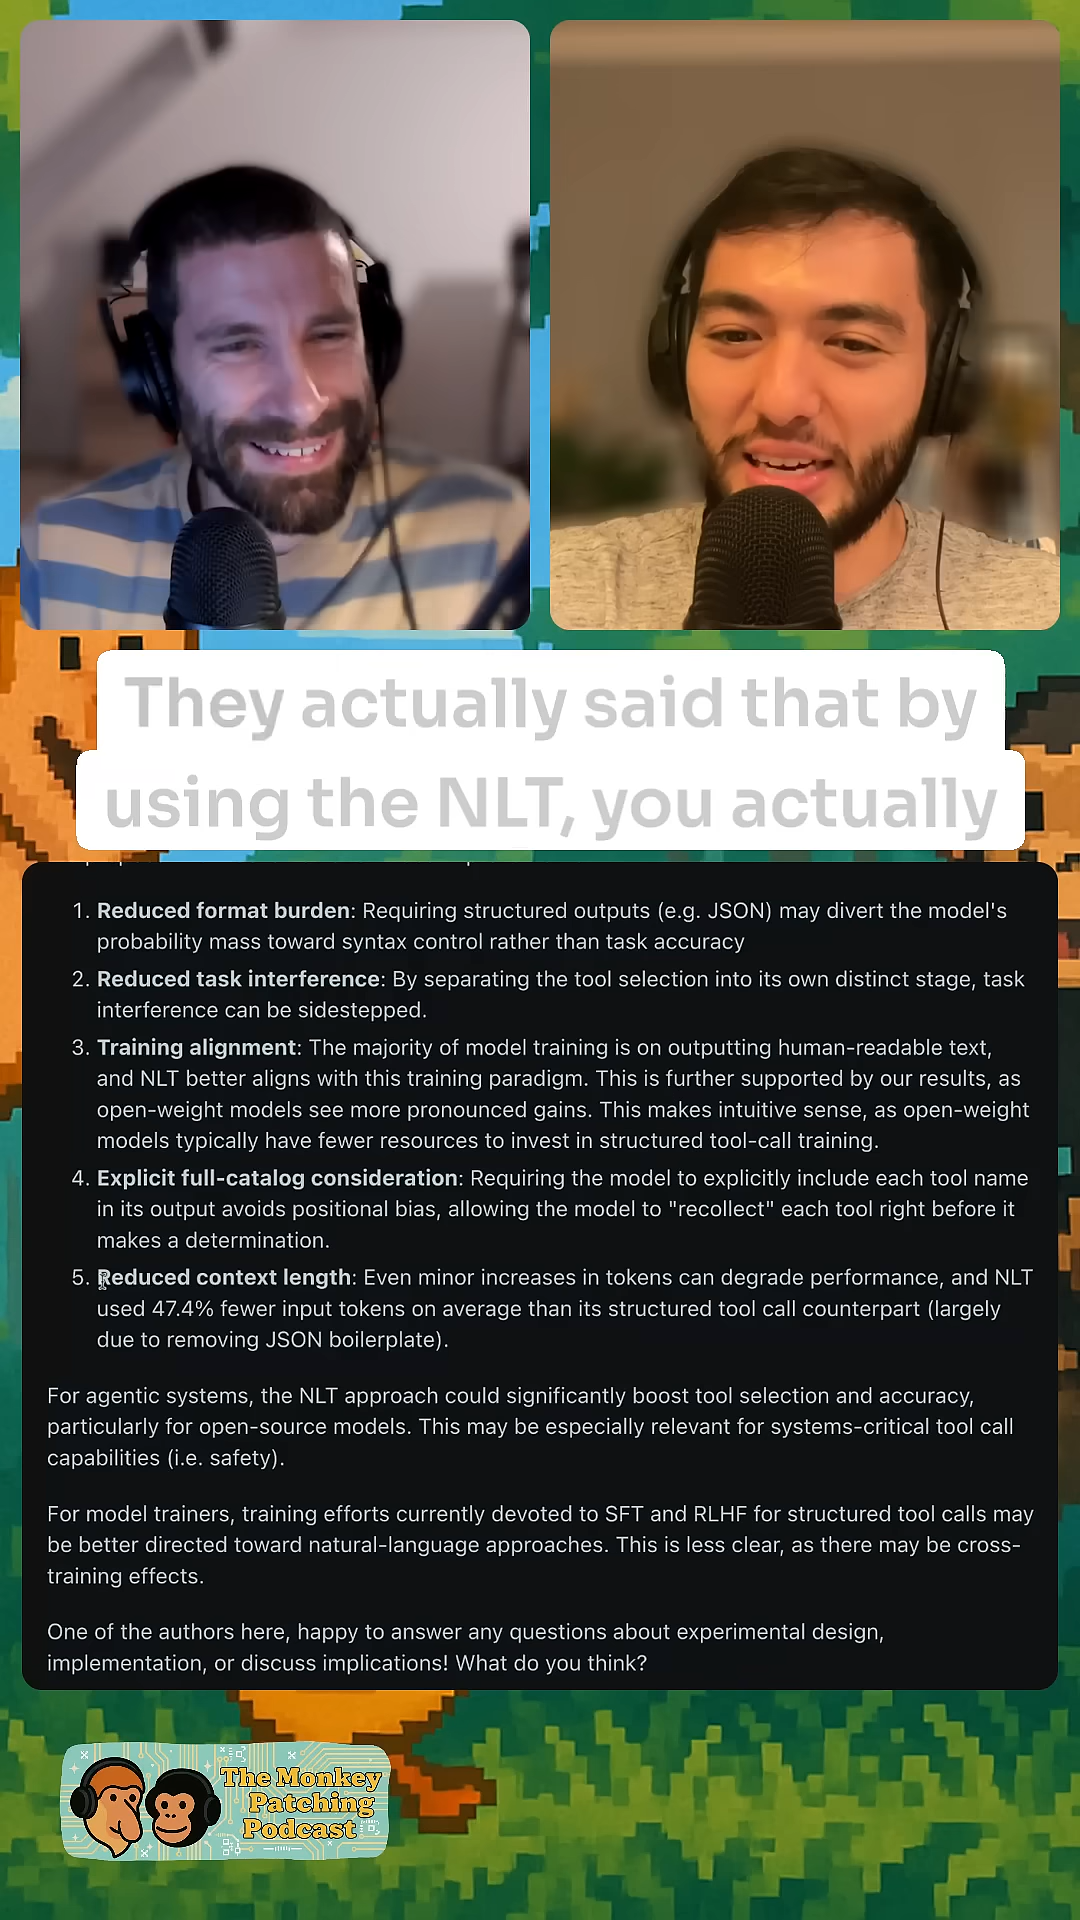 They actually said that by
using the NLT, you actually
1. Reduced format burden: Requiring structured outputs (e.g. JSON) may divert the model's
probability mass toward syntax control rather than task accuracy
2. Reduced task interference: By separating the tool selection into its own distinct stage, task
interference can be sidestepped.
3. Training alignment: The majority of model training is on outputting human-readable text,
and NLT better aligns with this training paradigm. This is further supported by our results, as
open-weight models see more pronounced gains. This makes intuitive sense, as open-weight
models typically have fewer resources to invest in structured tool-call training.
4. Explicit full-catalog consideration: Requiring the model to explicitly include each tool name
in its output avoids positional bias, allowing the model to "recollect" each tool right before it
makes a determination.
5. Reduced context length: Even minor increases in tokens can degrade performance, and NLT
used 47.4% fewer input tokens on average than its structured tool call counterpart (largely
due to removing JSON boilerplate).
For agentic systems, the NLT approach could significantly boost tool selection and accuracy,
particularly for open-source models. This may be especially relevant for systems-critical tool call
capabilities (i.e. safety).
For model trainers, training efforts currently devoted to SFT and RLHF for structured tool calls may
be better directed toward natural-language approaches. This is less clear, as there may be cross-
training effects.
One of the authors here, happy to answer any questions about experimental design,
implementation, or discuss implications! What do you think?
The Monkey
Patching
Podcast